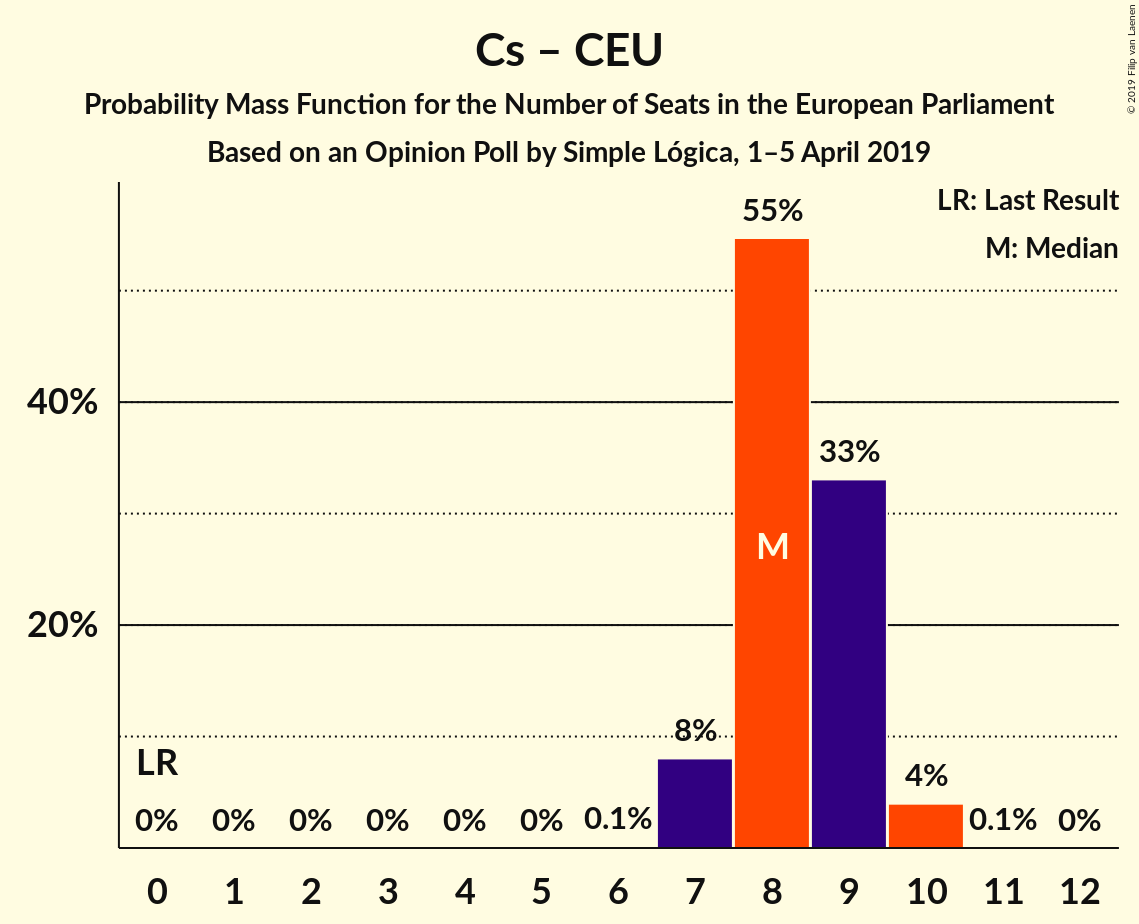 Cs – CEU
Probability Mass Function for the Number of Seats in the European Parliament
Based on an Opinion Poll by Simple Lógica, 1–5 April 2019
© 2019 Filip van Laenen
LR: Last Result
M: Median
55%
40%
33%
M
20%
8%
LR
4%
0% 0% 0% 0% 0% 0% 0.1% 0.1% 0%
0 1 2 3 4 5 6 7 8 9 10 11 12